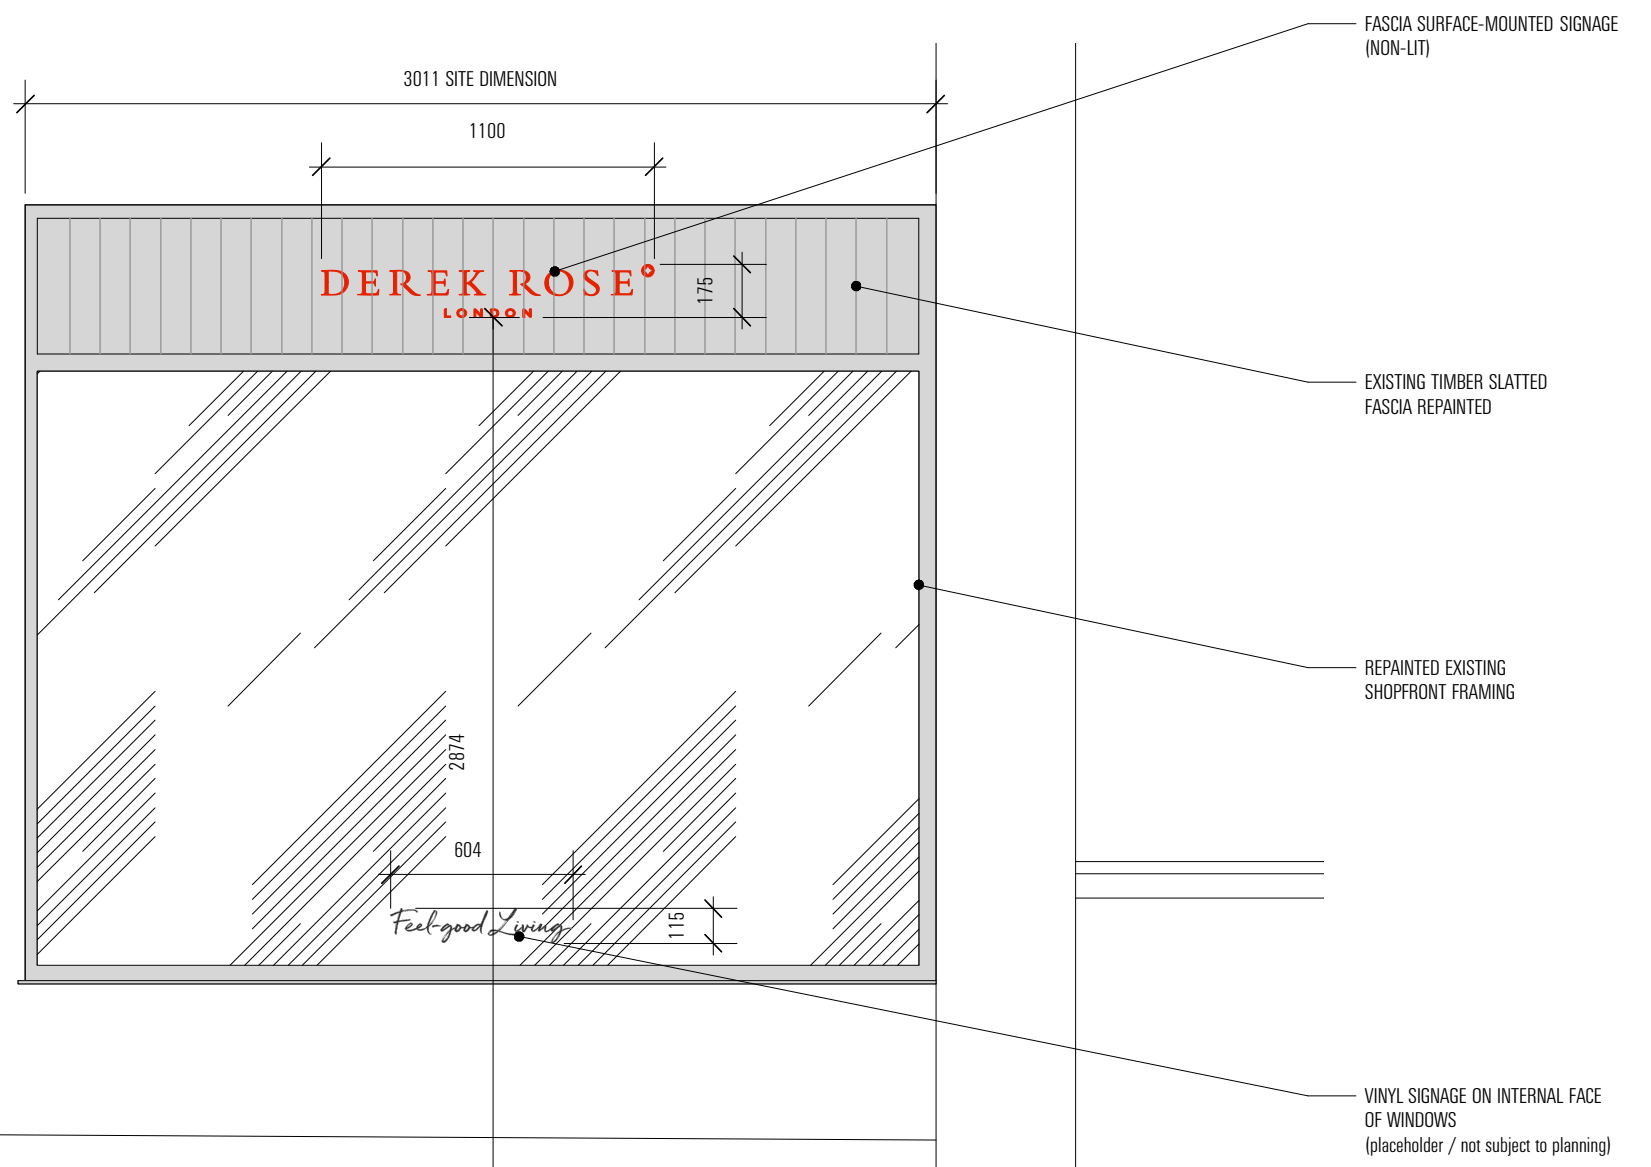 FASCIA SURFACE-MOUNTED SIGNAGE
(NON-LIT)
3011 SITE DIMENSION
1100
DEREK ROSE
LONDON
175
EXISTING TIMBER SLATTED
FASCIA REPAINTED
REPAINTED EXISTING
SHOPFRONT FRAMING
2874
604
Feel-good Living
115
VINYL SIGNAGE ON INTERNAL FACE
OF WINDOWS
(placeholder / not subject to planning)